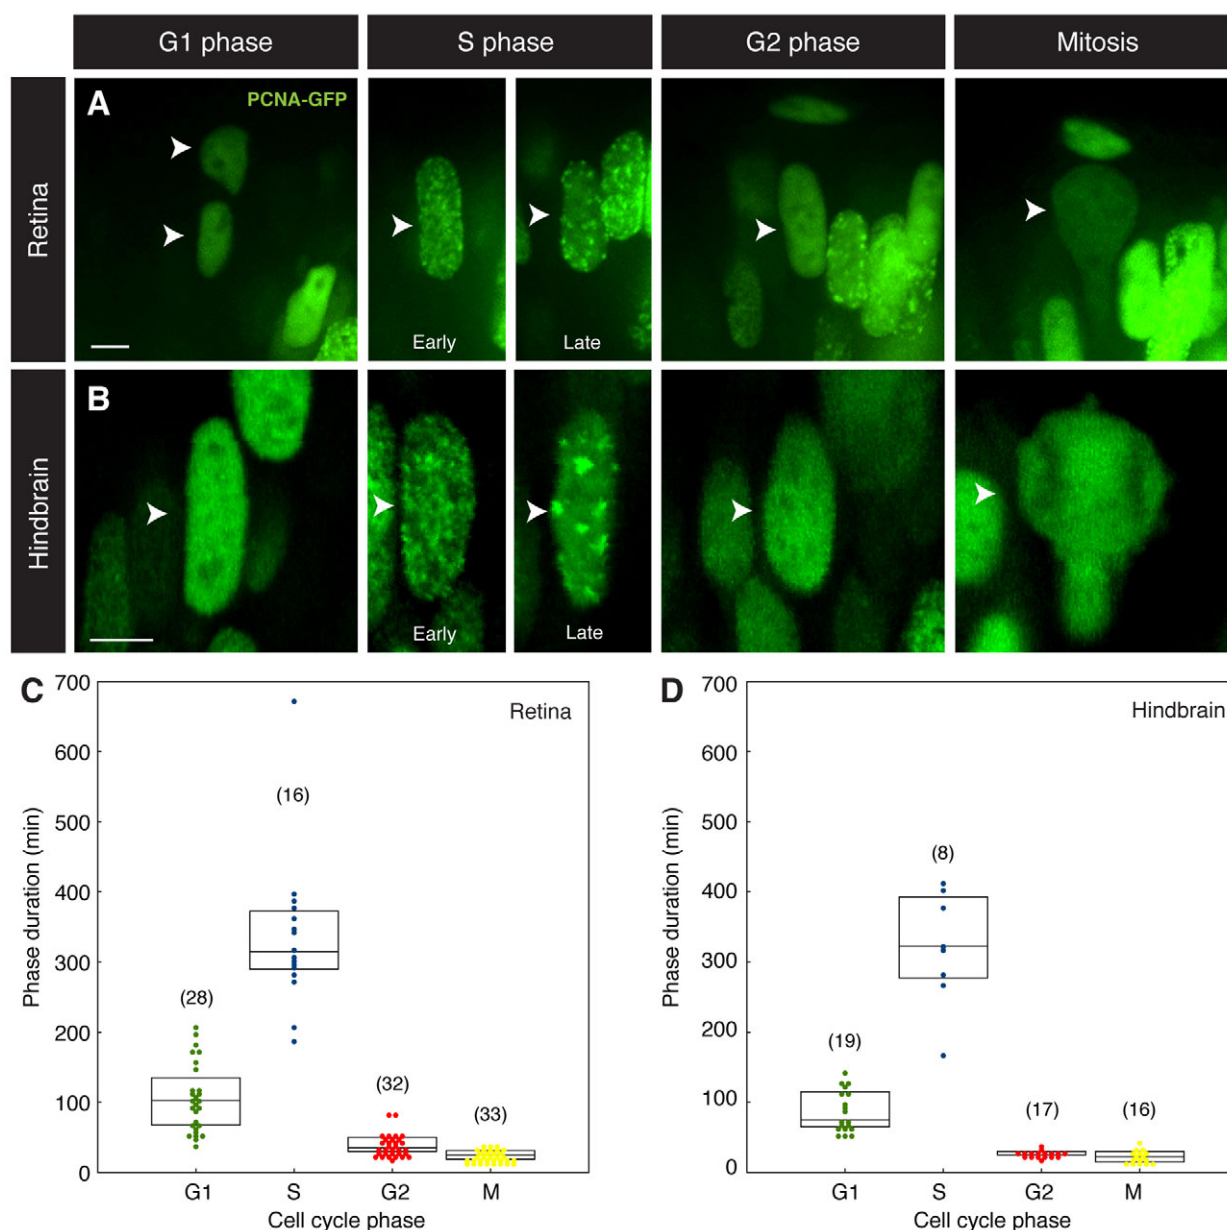 G1 phase
S phase
G2 phase
Mitosis
Retina
A
PCNA-GFP
Early
Late
Hindbrain
B
Early
Late
C
Retina
Phase duration (min)
700
600
500
400
300
200
100
0
(28)
(16)
(32)
(33)
G1
S
G2
M
Cell cycle phase
D
Hindbrain
Phase duration (min)
700
600
500
400
300
200
100
0
(19)
(8)
(17)
(16)
G1
S
G2
M
Cell cycle phase